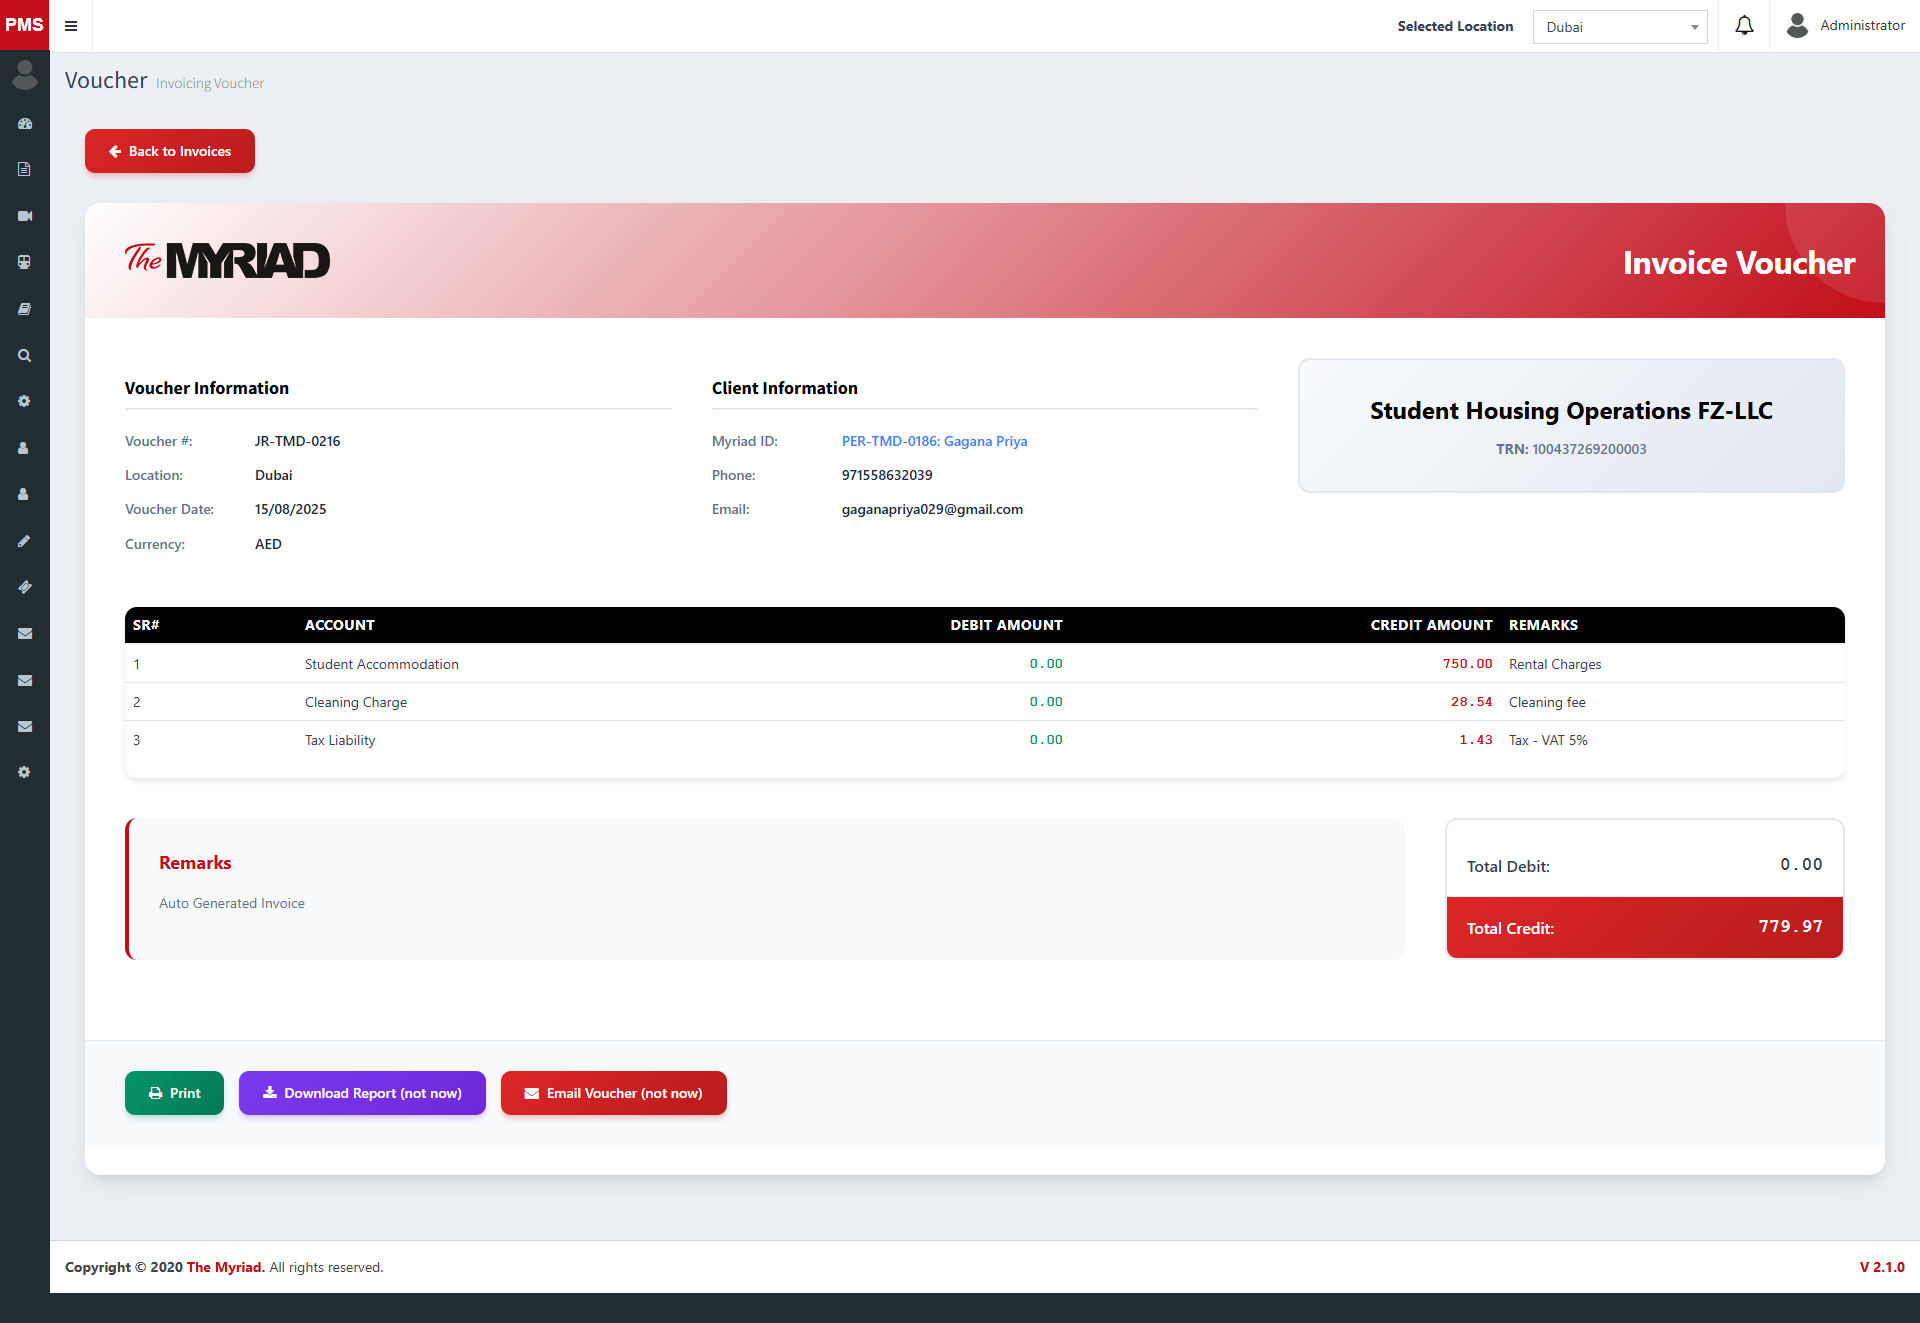 PMS
Selected Location
Dubai
Administrator
Voucher Invoicing Voucher
Back to Invoices
The MYRIAD
Invoice Voucher
Voucher Information
Voucher #: JR-TMD-0216
Location: Dubai
Voucher Date: 15/08/2025
Currency: AED
Client Information
Myriad ID: PER-TMD-0186: Gagana Priya
Phone: 971558632039
Email: gaganapriya029@gmail.com
Student Housing Operations FZ-LLC
TRN: 100437269200003
SR# ACCOUNT DEBIT AMOUNT CREDIT AMOUNT REMARKS
1 Student Accommodation 0.00 750.00 Rental Charges
2 Cleaning Charge 0.00 28.54 Cleaning fee
3 Tax Liability 0.00 1.43 Tax - VAT 5%
Remarks
Auto Generated Invoice
Total Debit: 0.00
Total Credit: 779.97
Print
Download Report (not now)
Email Voucher (not now)
Copyright © 2020 The Myriad. All rights reserved.
V 2.1.0